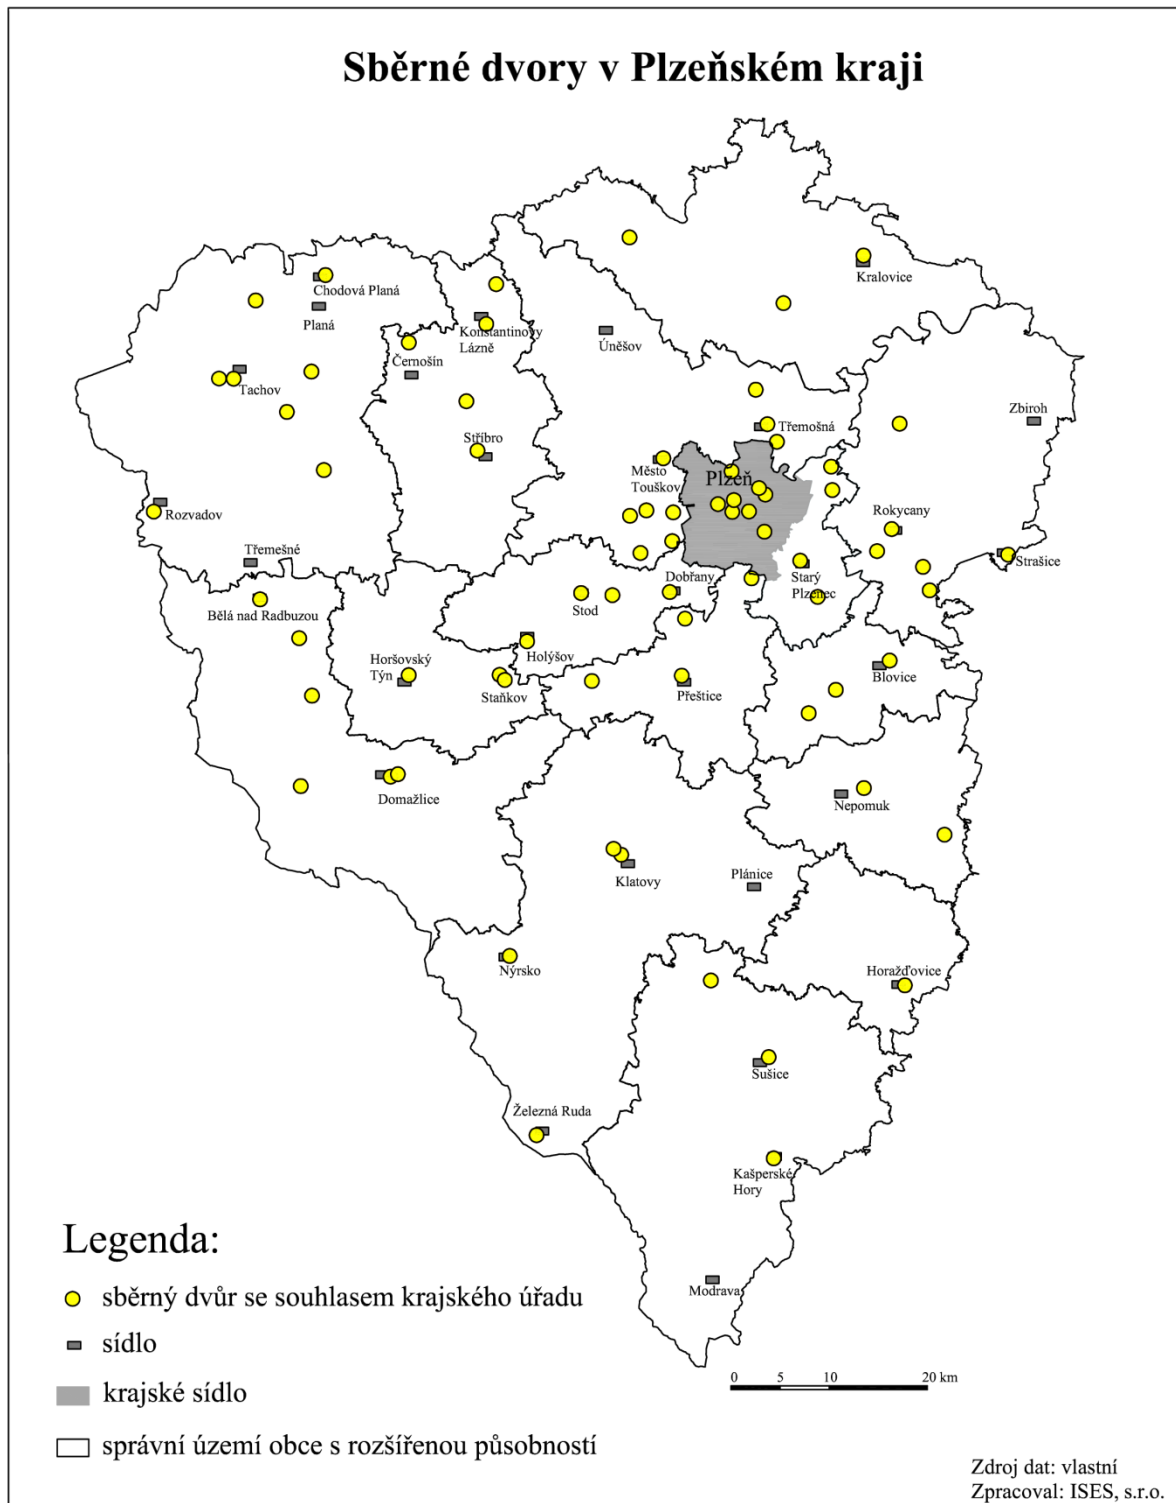 Sběrné dvory v Plzeňském kraji
Kralovice
Chodová Planá
Planá
Konstantinovy
Lázně
Úněšov
Černošín
Tachov
Zbiroh
Třemošná
Stříbro
Město
Touškov
Plzeň
Rozvadov
Rokycany
Třemešné
Strašice
Starý
Plzenec
Dobřany
Bělá nad Radbuzou
Stod
Holýšov
Horšovský
Týn
Staňkov
Přeštice
Blovice
Domažlice
Nepomuk
Klatovy
Plánice
Nýrsko
Horažďovice
Sušice
Železná Ruda
Kašperské
Hory
Modrava
Legenda:
sběrný dvůr se souhlasem krajského úřadu
sídlo
krajské sídlo
správní území obce s rozšířenou působností
0 5 10 20 km
Zdroj dat: vlastní
Zpracoval: ISES, s.r.o.